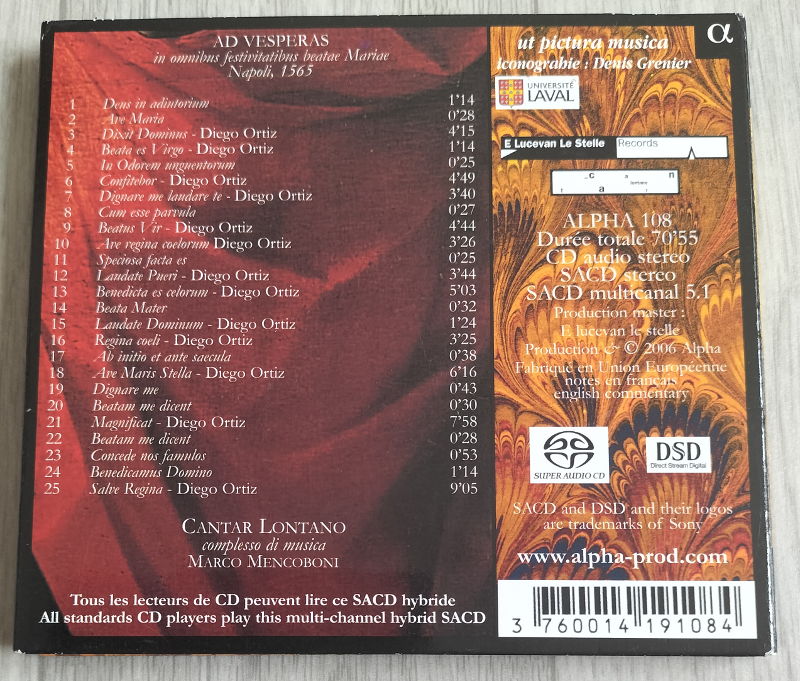 AD VESPERAS
in omnibus festivitatibus beatae Mariae
Napoli, 1565
1 Deus in adiutorium 1'14
2 Ave Maria 0'28
3 Dixit Dominus - Diego Ortiz 4'15
4 Beata es Virgo - Diego Ortiz 1'14
5 In Odorem unguentorum 0'25
6 Confitebor - Diego Ortiz 4'49
7 Dignare me laudare te - Diego Ortiz 3'40
8 Cum esse parvula 0'27
9 Beatus Vir - Diego Ortiz 4'44
10 Ave regina coelorum Diego Ortiz 3'26
11 Speciosa facta es 0'25
12 Laudate Pueri - Diego Ortiz 3'44
13 Benedicta es celorum - Diego Ortiz 5'03
14 Beata Mater 0'32
15 Laudate Dominum - Diego Ortiz 1'24
16 Regina coeli - Diego Ortiz 3'25
17 Ab initio et ante saecula 0'38
18 Ave Maris Stella - Diego Ortiz 6'16
19 Dignare me 0'43
20 Beatam me dicent 0'30
21 Magnificat - Diego Ortiz 7'58
22 Beatam me dicent 0'28
23 Concede nos famulos 0'53
24 Benedicamus Domino 1'14
25 Salve Regina - Diego Ortiz 9'05
CANTAR LONTANO
complesso di musica
MARCO MENCOBONI
Tous les lecteurs de CD peuvent lire ce SACD hybride
All standards CD players play this multi-channel hybrid SACD
α
ut pictura musica
iconograhie : Denis Grenier
UNIVERSITÉ
LAVAL
E Lucevan Le Stelle Records
c a n
t a r
lontano
ALPHA 108
Durée totale 70'55
CD audio stereo
SACD stereo
SACD multicanal 5.1
Production master :
E lucevan le stelle
Production & © 2006 Alpha
Fabriqué en Union Européenne
notes en français
english commentary
SUPER AUDIO CD
DSD
Direct Stream Digital
SACD and DSD and their logos
are trademarks of Sony
www.alpha-prod.com
3 760014 191084